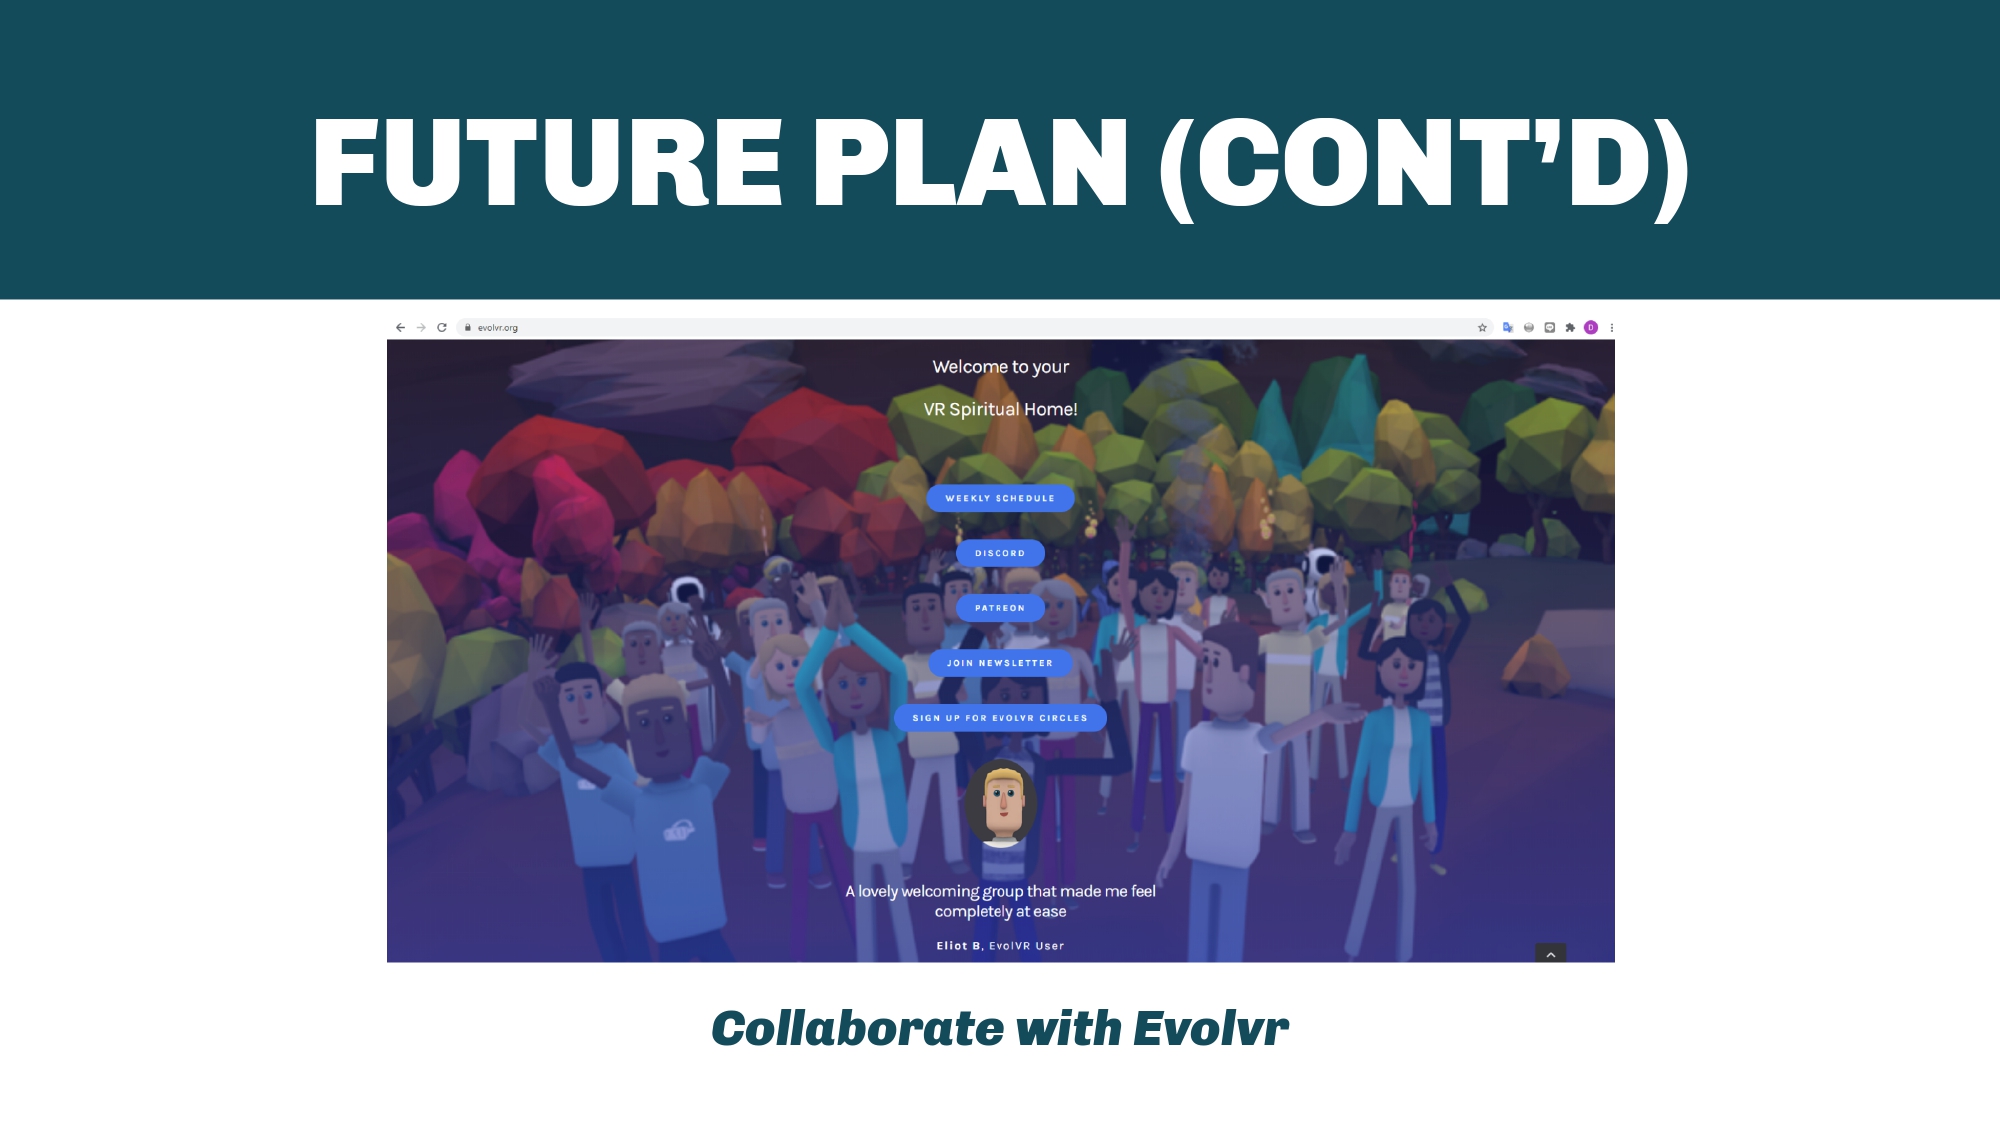 FUTURE PLAN (CONT’D)
evolvr.org
D
Welcome to your
VR Spiritual Home!
WEEKLY SCHEDULE
DISCORD
PATREON
JOIN NEWSLETTER
SIGN UP FOR EVOLVR CIRCLES
A lovely welcoming group that made me feel
completely at ease
Eliot B, EvolVR User
Collaborate with Evolvr